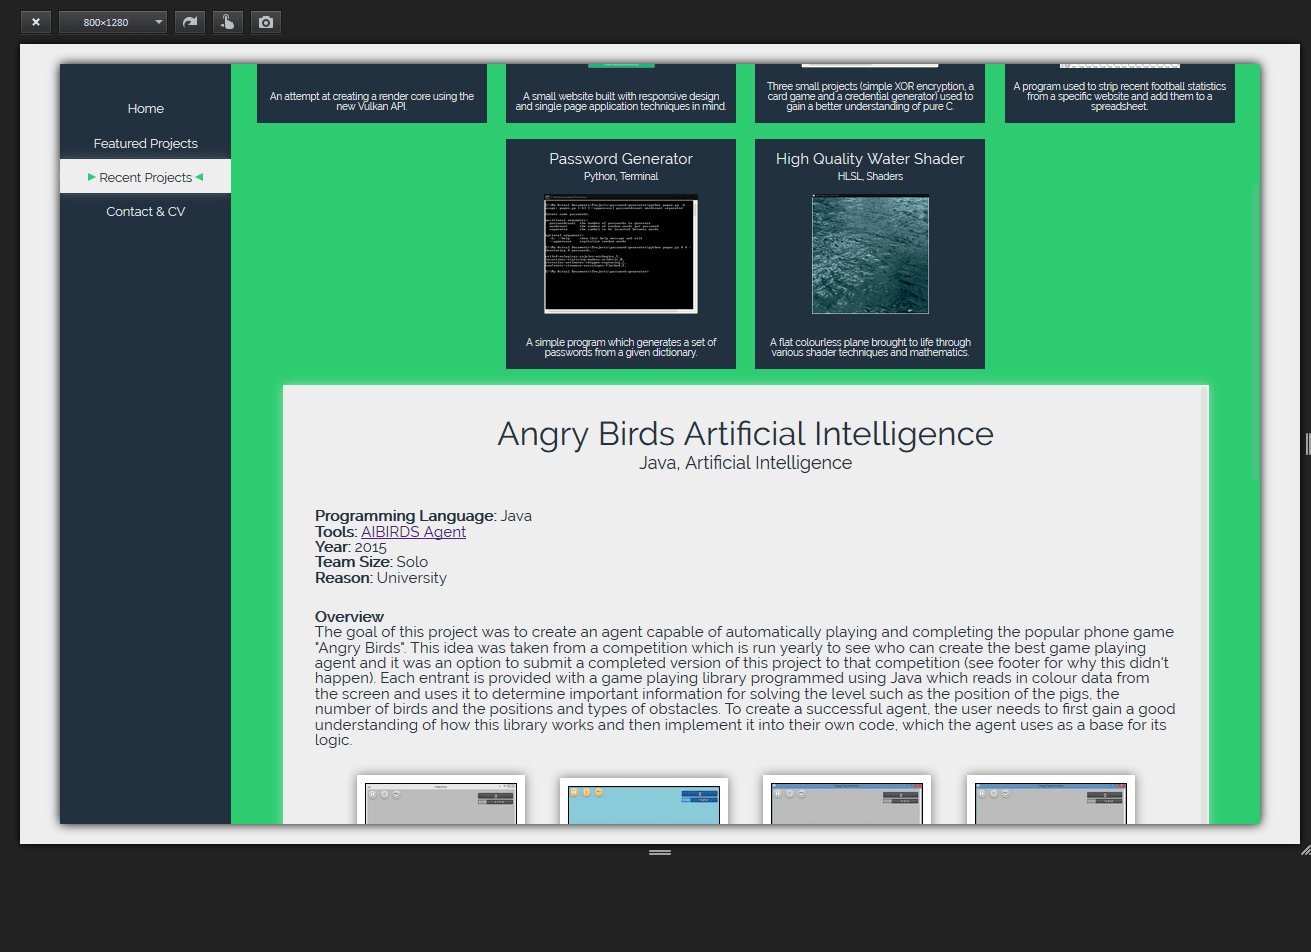 800×1280
Home
Featured Projects
Recent Projects
Contact & CV
An attempt at creating a render core using the
new Vulkan API.
A small website built with responsive design
and single page application techniques in mind.
Three small projects (simple XOR encryption, a
card game and a credential generator) used to
gain a better understanding of pure C.
A program used to strip recent football statistics
from a specific website and add them to a
spreadsheet.
Password Generator
Python, Terminal
A simple program which generates a set of
passwords from a given dictionary.
High Quality Water Shader
HLSL, Shaders
A flat colourless plane brought to life through
various shader techniques and mathematics.
Angry Birds Artificial Intelligence
Java, Artificial Intelligence
Programming Language: Java
Tools: AIBIRDS Agent
Year: 2015
Team Size: Solo
Reason: University
Overview
The goal of this project was to create an agent capable of automatically playing and completing the popular phone game
"Angry Birds". This idea was taken from a competition which is run yearly to see who can create the best game playing
agent and it was an option to submit a completed version of this project to that competition (see footer for why this didn't
happen). Each entrant is provided with a game playing library programmed using Java which reads in colour data from
the screen and uses it to determine important information for solving the level such as the position of the pigs, the
number of birds and the positions and types of obstacles. To create a successful agent, the user needs to first gain a good
understanding of how this library works and then implement it into their own code, which the agent uses as a base for its
logic.